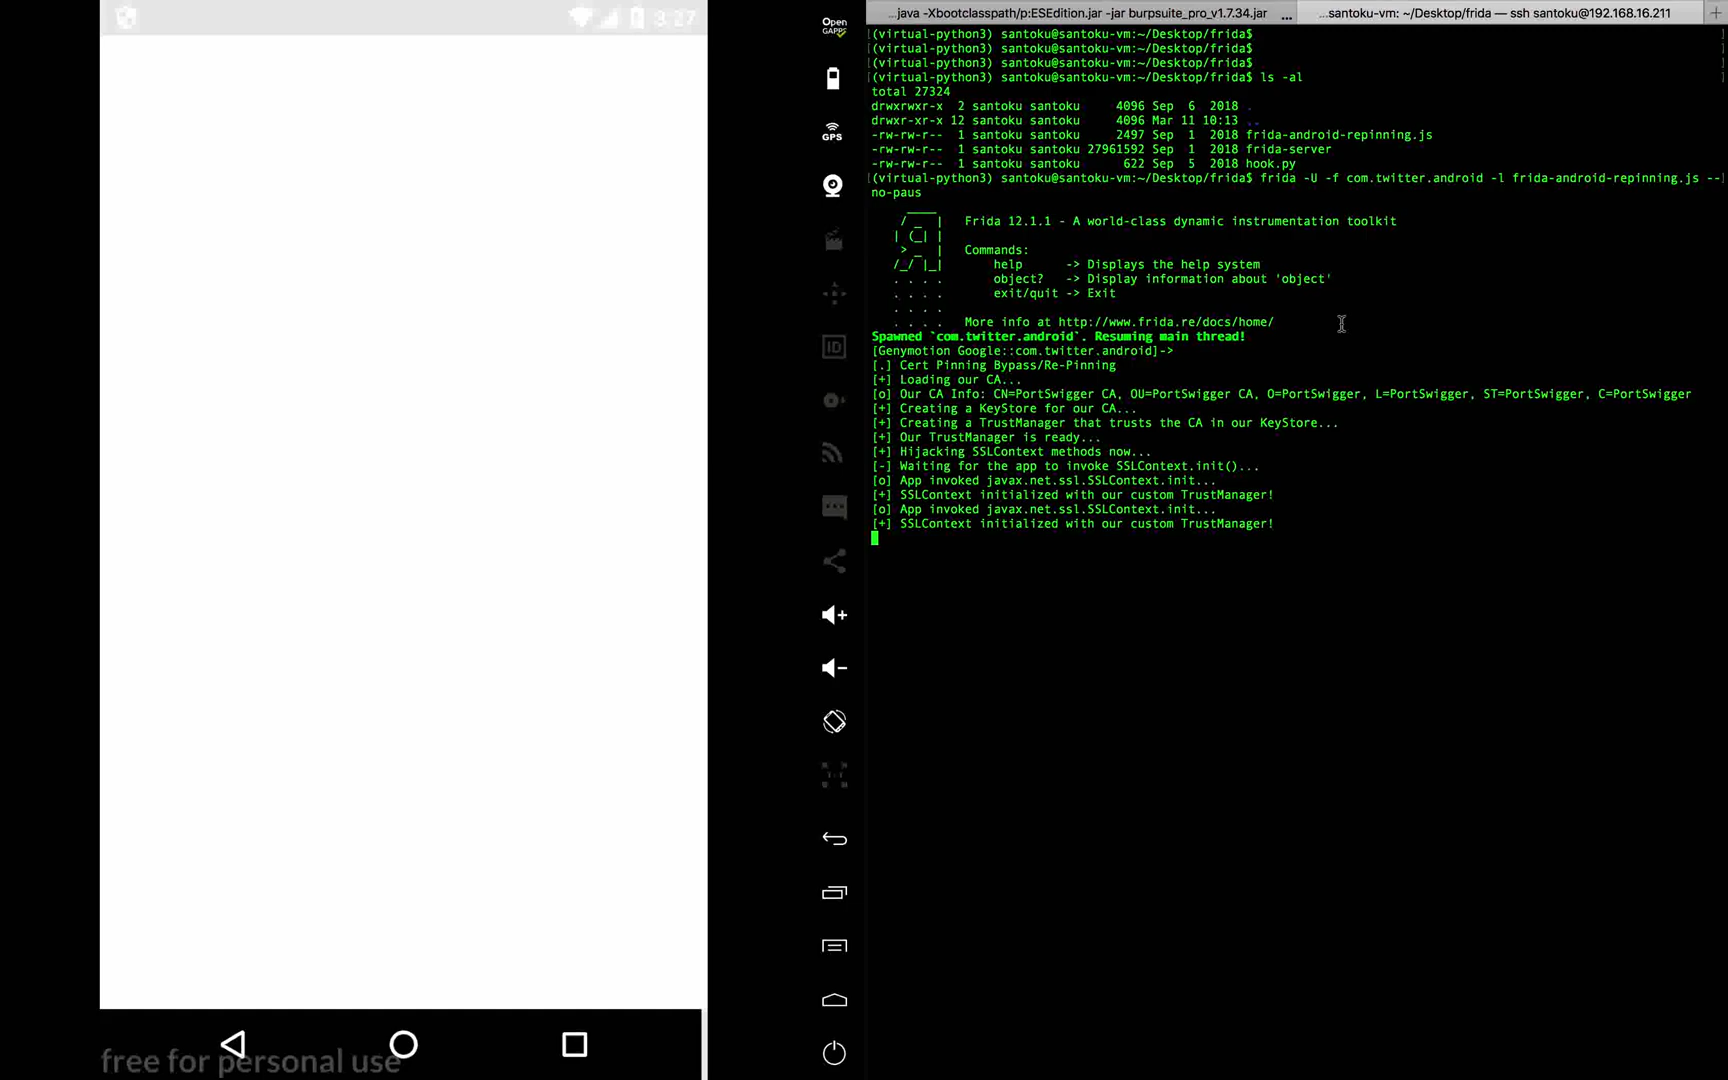 3:27
free for personal use
Open
GAPPS
GPS
ID
...java -Xbootclasspath/p:ESEdition.jar -jar burpsuite_pro_v1.7.34.jar ...
...santoku-vm: ~/Desktop/frida — ssh santoku@192.168.16.211
+
[(virtual-python3) santoku@santoku-vm:~/Desktop/frida$
[(virtual-python3) santoku@santoku-vm:~/Desktop/frida$
[(virtual-python3) santoku@santoku-vm:~/Desktop/frida$
[(virtual-python3) santoku@santoku-vm:~/Desktop/frida$ ls -al
total 27324
drwxrwxr-x  2 santoku santoku     4096 Sep  6  2018 .
drwxr-xr-x 12 santoku santoku     4096 Mar 11 10:13 ..
-rw-rw-r--  1 santoku santoku     2497 Sep  1  2018 frida-android-repinning.js
-rw-rw-r--  1 santoku santoku 27961592 Sep  1  2018 frida-server
-rw-rw-r--  1 santoku santoku      622 Sep  5  2018 hook.py
[(virtual-python3) santoku@santoku-vm:~/Desktop/frida$ frida -U -f com.twitter.android -l frida-android-repinning.js --
no-paus
     ____
    / _  |   Frida 12.1.1 - A world-class dynamic instrumentation toolkit
   | (_| |
    > _  |   Commands:
   /_/ |_|       help      -> Displays the help system
   . . . .       object?   -> Display information about 'object'
   . . . .       exit/quit -> Exit
   . . . .
   . . . .   More info at http://www.frida.re/docs/home/
Spawned `com.twitter.android`. Resuming main thread!
[Genymotion Google::com.twitter.android]->
[.] Cert Pinning Bypass/Re-Pinning
[+] Loading our CA...
[o] Our CA Info: CN=PortSwigger CA, OU=PortSwigger CA, O=PortSwigger, L=PortSwigger, ST=PortSwigger, C=PortSwigger
[+] Creating a KeyStore for our CA...
[+] Creating a TrustManager that trusts the CA in our KeyStore...
[+] Our TrustManager is ready...
[+] Hijacking SSLContext methods now...
[-] Waiting for the app to invoke SSLContext.init()...
[o] App invoked javax.net.ssl.SSLContext.init...
[+] SSLContext initialized with our custom TrustManager!
[o] App invoked javax.net.ssl.SSLContext.init...
[+] SSLContext initialized with our custom TrustManager!